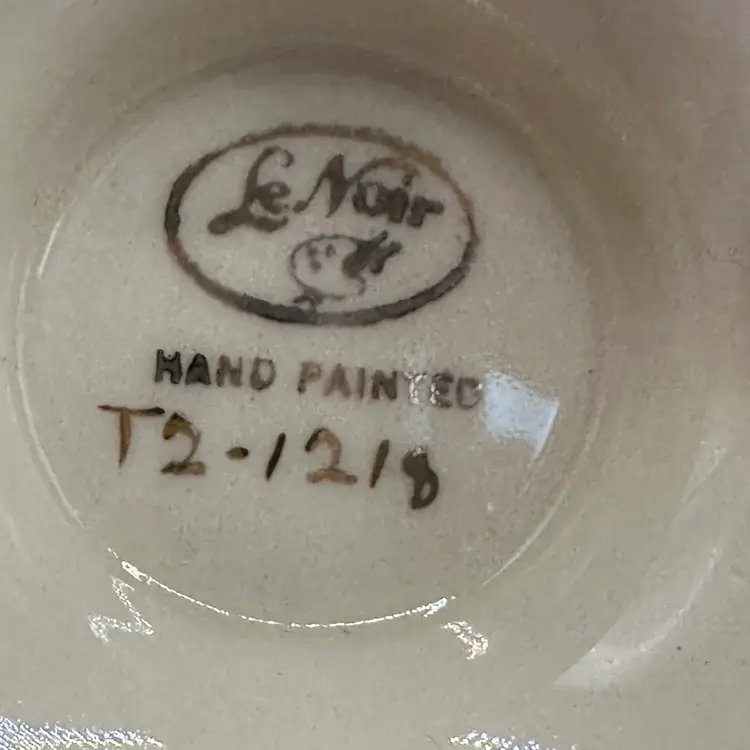 Le Noir
HAND PAINTED
T2-1218